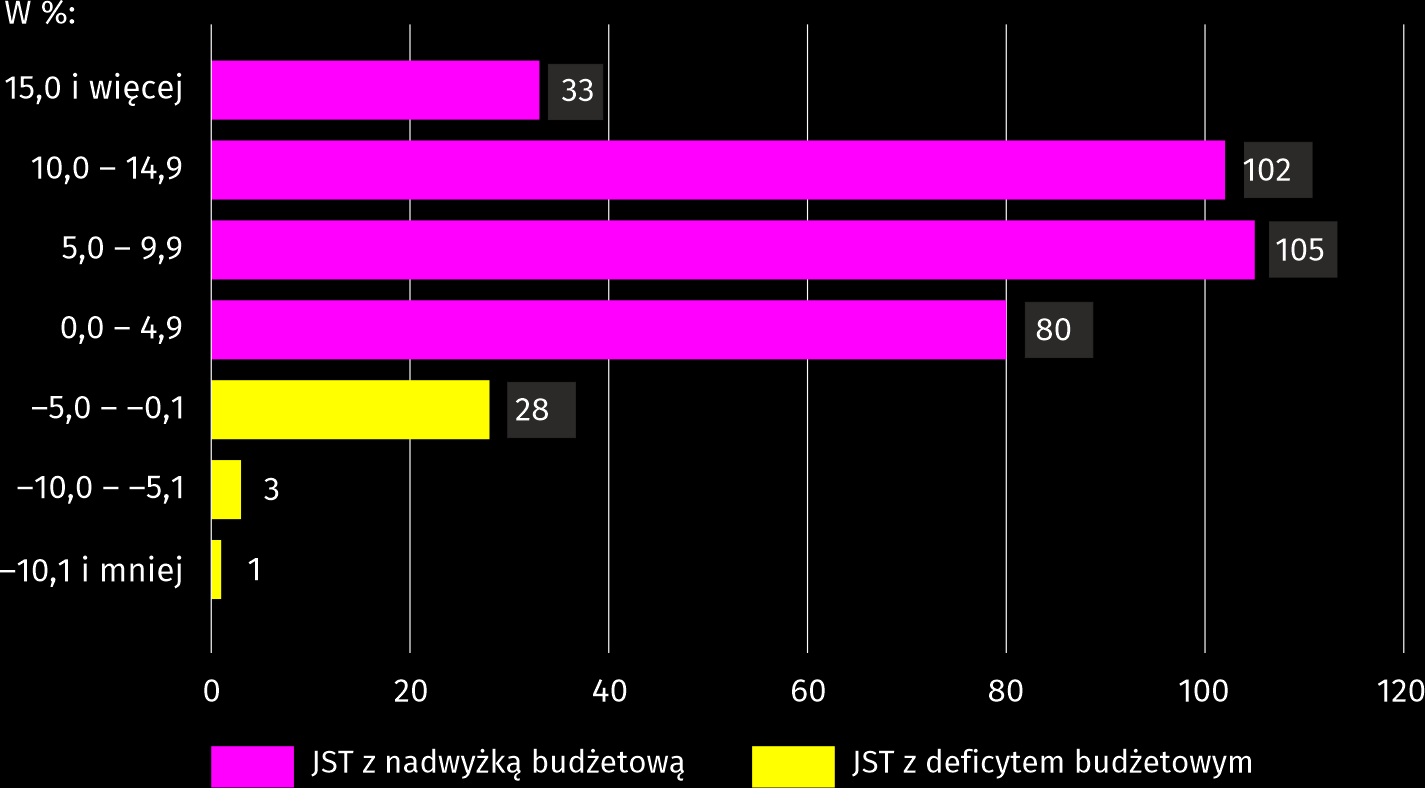 W %:
15,0 i więcej 33
10,0 – 14,9 102
5,0 – 9,9 105
0,0 – 4,9 80
–5,0 – –0,1 28
–10,0 – –5,1 3
–10,1 i mniej 1
0 20 40 60 80 100 120
JST z nadwyżką budżetową JST z deficytem budżetowym